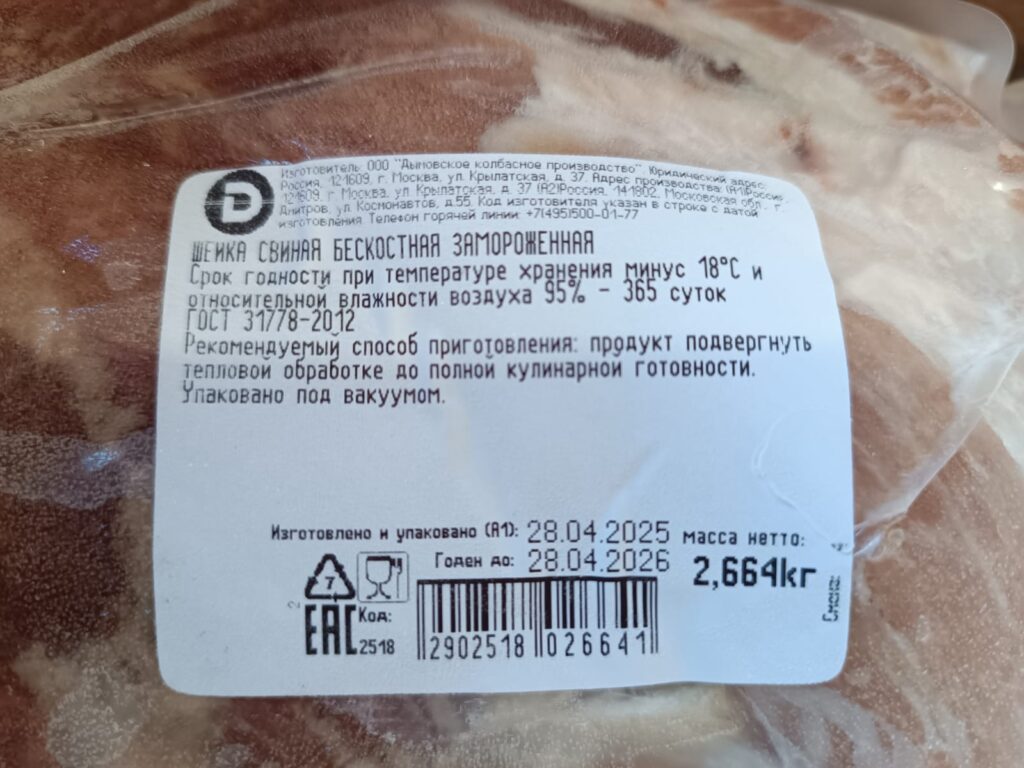 Изготовитель: ООО "Дымовское колбасное производство" Юридический адрес:
Россия, 121609, г. Москва, ул. Крылатская, д. 37. Адрес производства: (А1)Россия
121609, г. Москва, ул. Крылатская, д. 37 (А2)Россия, 141802, Московская обл., г.
Дмитров, ул. Космонавтов, д.55. Код изготовителя указан в строке с датой
изготовления. Телефон горячей линии: +7(495)500-01-77
D
ШЕЙКА СВИНАЯ БЕСКОСТНАЯ ЗАМОРОЖЕННАЯ
Срок годности при температуре хранения минус 18°С и
относительной влажности воздуха 95% - 365 суток
ГОСТ 31778-2012
Рекомендуемый способ приготовления: продукт подвергнуть
тепловой обработке до полной кулинарной готовности.
Упаковано под вакуумом.
Изготовлено и упаковано (А1): 28.04.2025 масса нетто:
Годен до: 28.04.2026 2,664кг
7
EAC Код:
2518
2902518 026641
Смена: 4